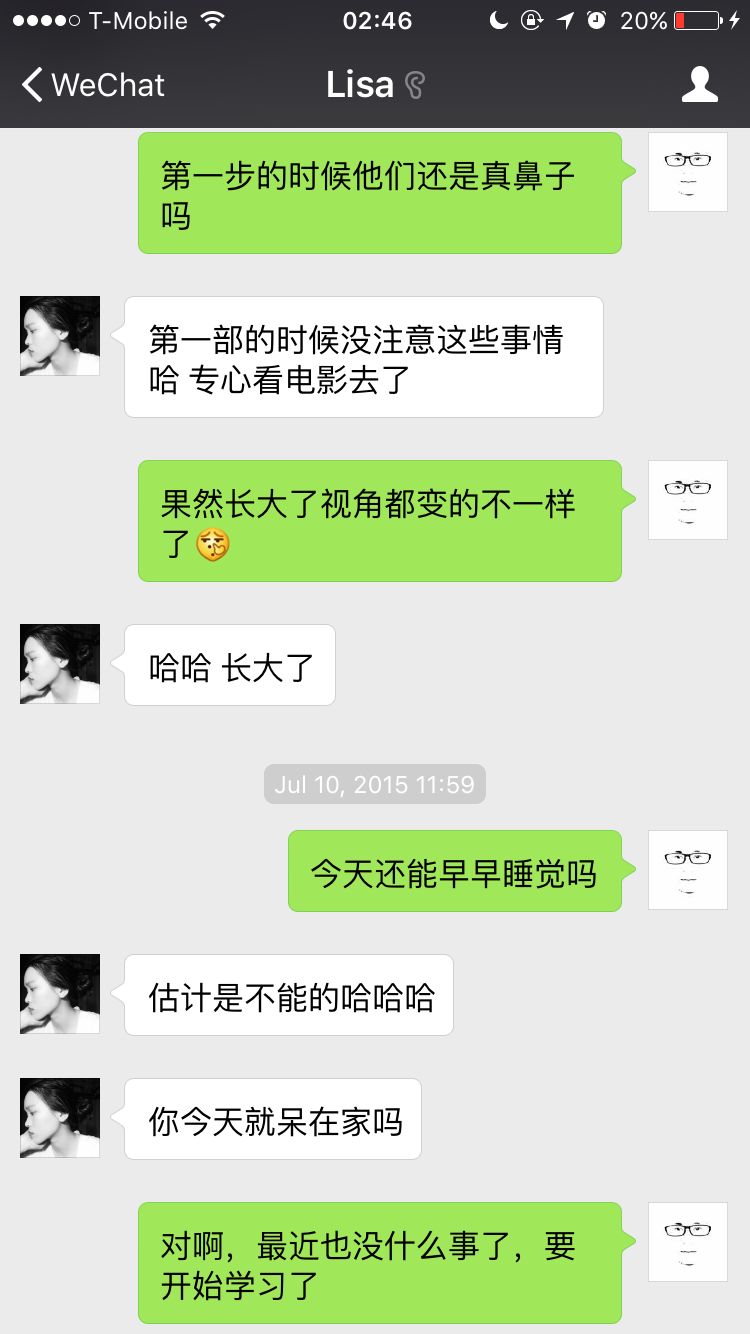 T-Mobile 02:46 20%
WeChat Lisa
第一步的时候他们还是真鼻子
吗
第一部的时候没注意这些事情
哈 专心看电影去了
果然长大了视角都变的不一样
了🤫
哈哈 长大了
Jul 10, 2015 11:59
今天还能早早睡觉吗
估计是不能的哈哈哈
你今天就呆在家吗
对啊，最近也没什么事了，要
开始学习了